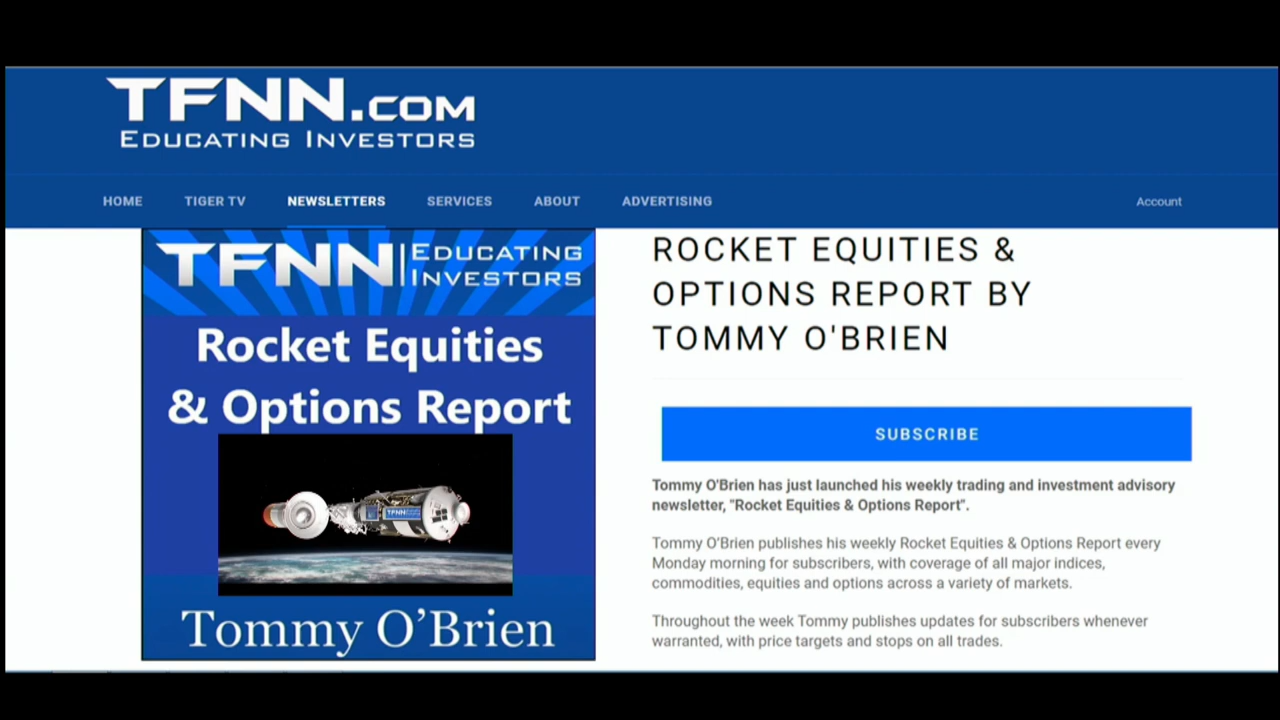 TFNN.COM
EDUCATING INVESTORS
HOME TIGER TV NEWSLETTERS SERVICES ABOUT ADVERTISING Account
TFNN | EDUCATING
INVESTORS
Rocket Equities
& Options Report
TFNN
Tommy O’Brien
ROCKET EQUITIES &
OPTIONS REPORT BY
TOMMY O'BRIEN
SUBSCRIBE
Tommy O'Brien has just launched his weekly trading and investment advisory
newsletter, "Rocket Equities & Options Report".
Tommy O'Brien publishes his weekly Rocket Equities & Options Report every
Monday morning for subscribers, with coverage of all major indices,
commodities, equities and options across a variety of markets.
Throughout the week Tommy publishes updates for subscribers whenever
warranted, with price targets and stops on all trades.